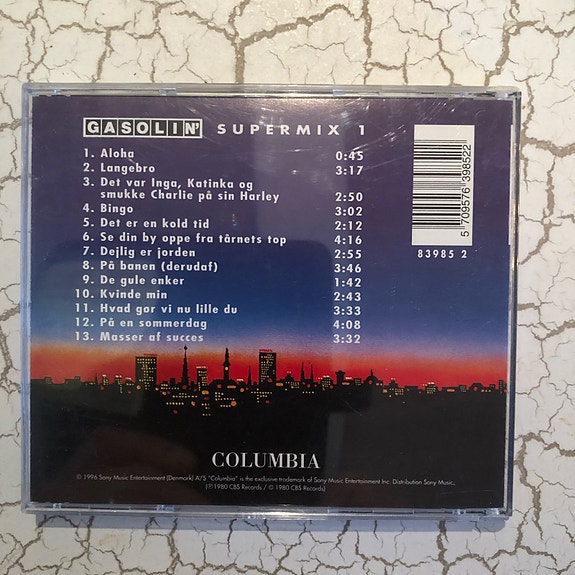 GASOLIN' SUPERMIX 1
1. Aloha 0:45
2. Langebro 3:17
3. Det var Inga, Katinka og
smukke Charlie på sin Harley 2:50
4. Bingo 3:02
5. Det er en kold tid 2:12
6. Se din by oppe fra tårnets top 4:16
7. Dejlig er jorden 2:55
8. På banen (derudaf) 3:46
9. De gule enker 1:42
10. Kvinde min 2:43
11. Hvad gør vi nu lille du 3:33
12. På en sommerdag 4:08
13. Masser af succes 3:32
5 709576 398522
83985 2
COLUMBIA
© 1996 Sony Music Entertainment (Denmark) A/S "Columbia" is the exclusive trademark of Sony Music Entertainment Inc. Distribution Sony Music.,
(℗ 1980 CBS Records / © 1980 CBS Records)